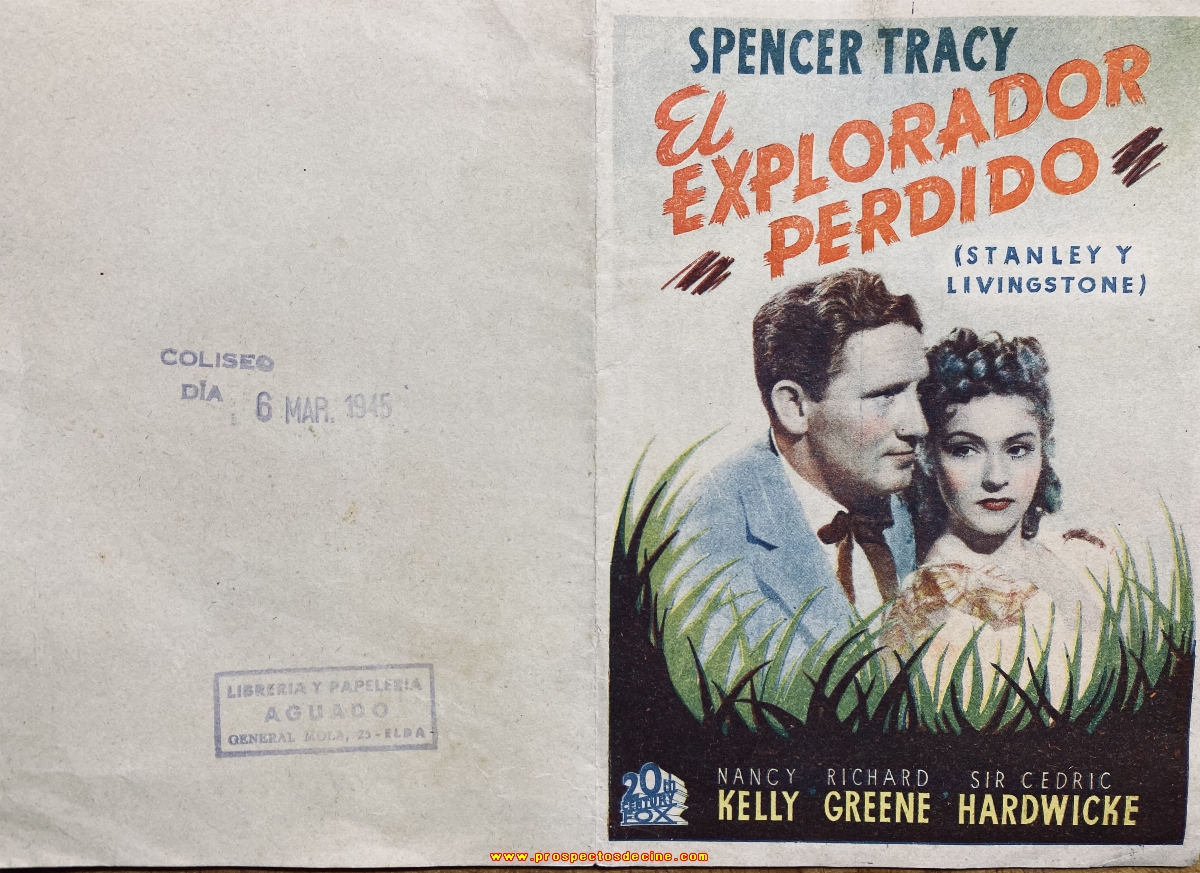 COLISEO
DÍA 6 MAR. 1945
LIBRERIA Y PAPELERIA
AGUADO
GENERAL MOLA, 25 - ELDA
SPENCER TRACY
El
EXPLORADOR
PERDIDO
(STANLEY Y
LIVINGSTONE)
20th
CENTURY
FOX
NANCY RICHARD SIR CEDRIC
KELLY · GREENE · HARDWICKE
www.prospectosdecine.com